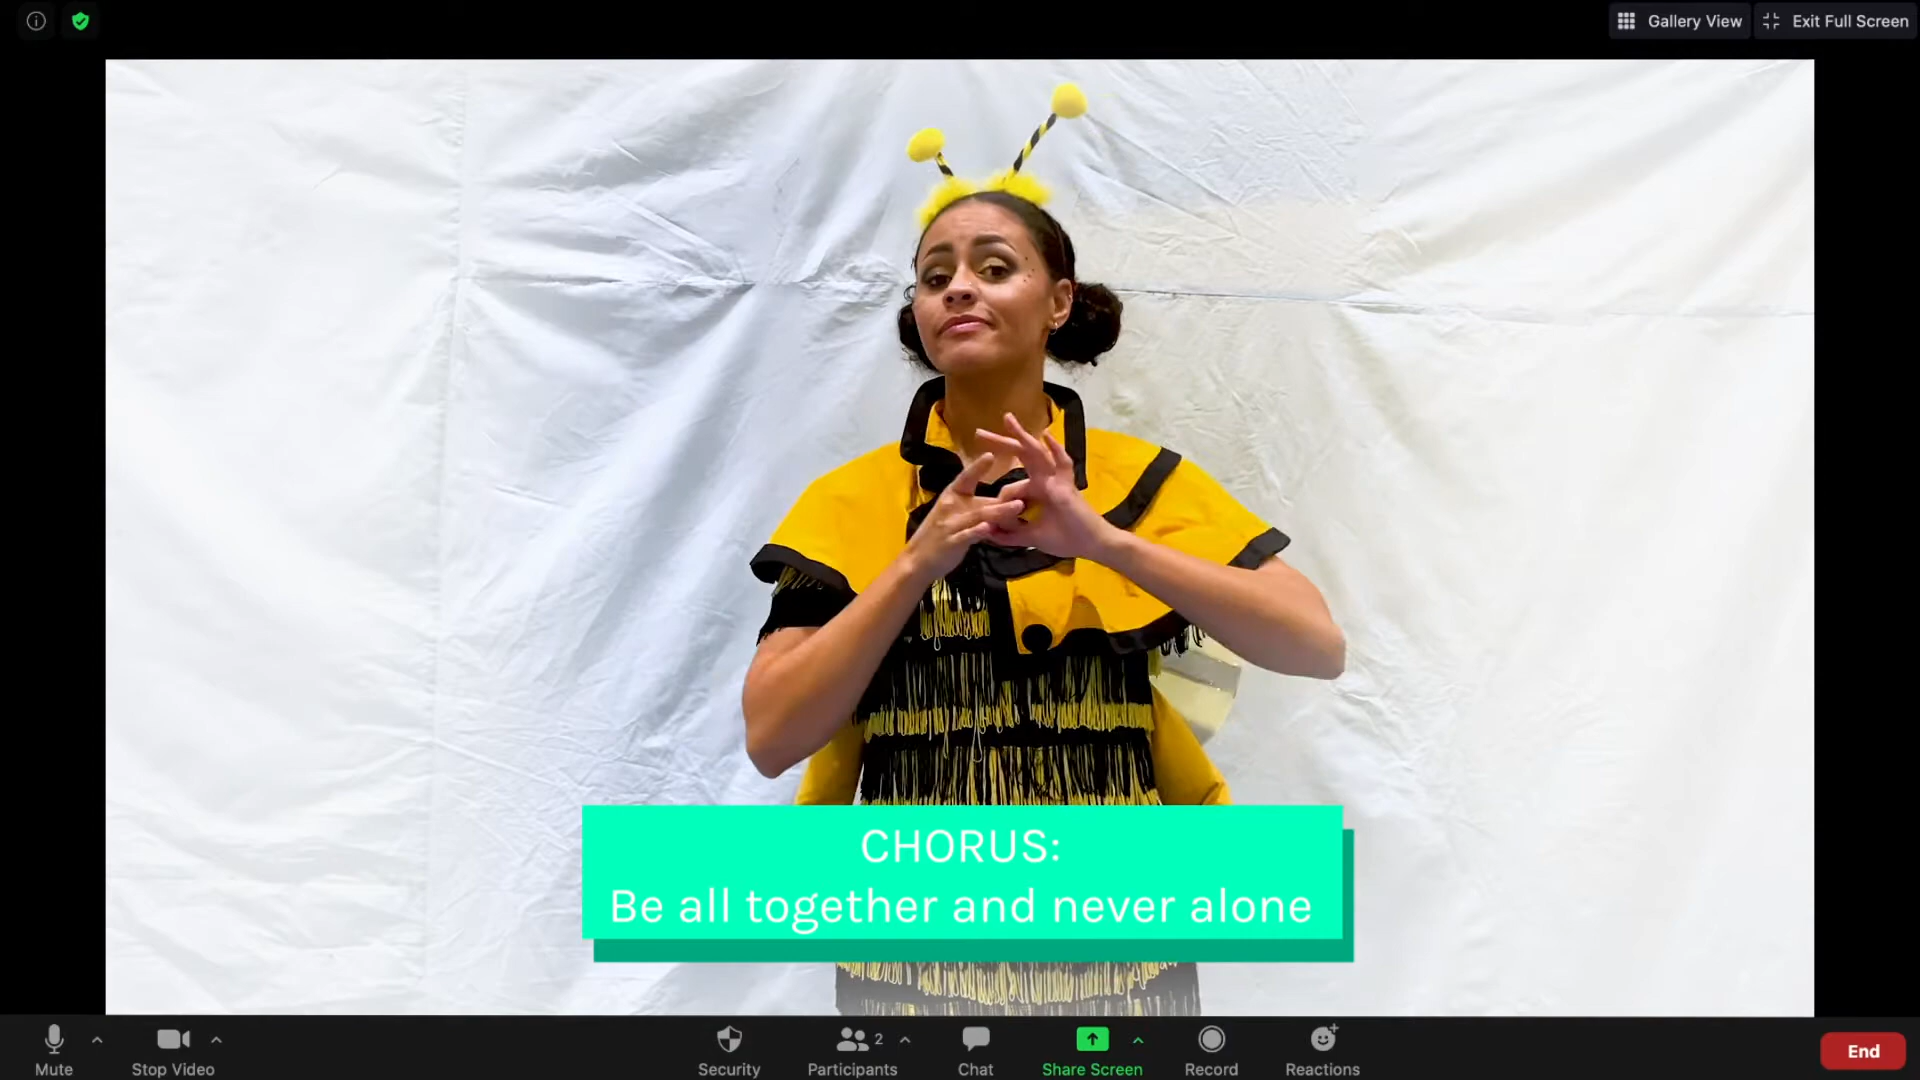 Gallery View
Exit Full Screen
CHORUS:
Be all together and never alone
Mute
Stop Video
Security
2
Participants
Chat
Share Screen
Record
Reactions
End